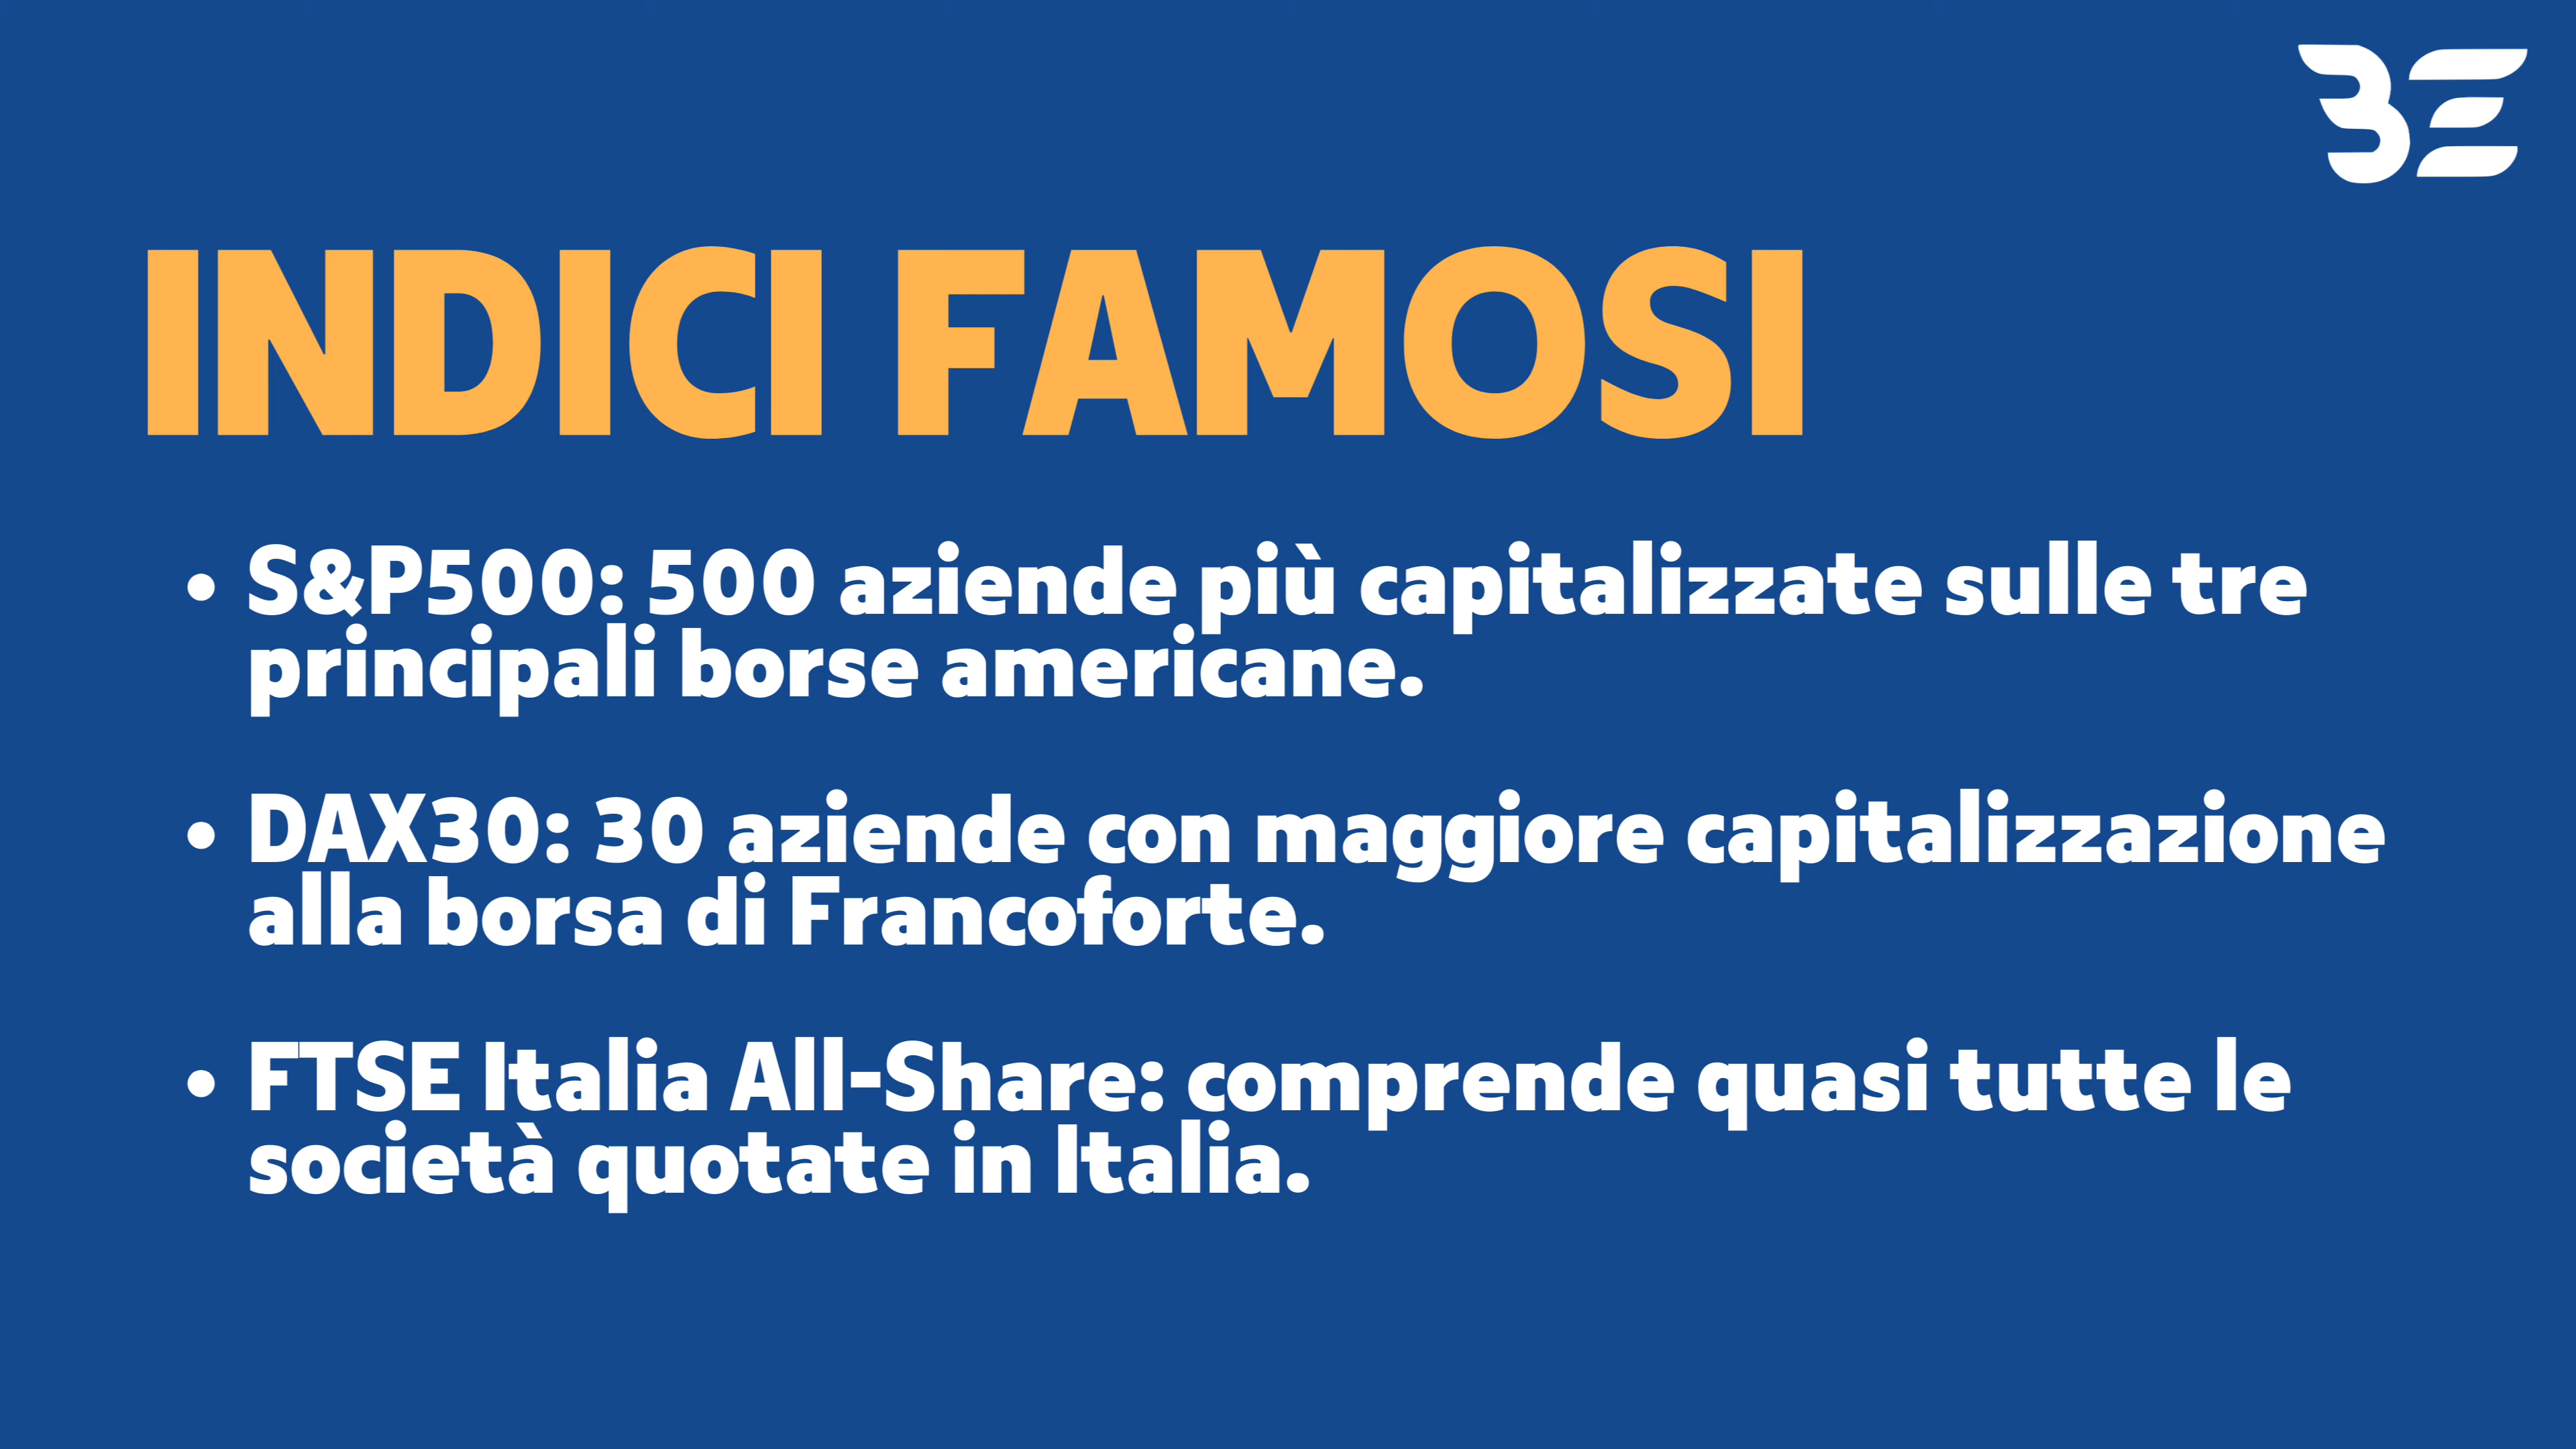 BE
INDICI FAMOSI
• S&P500: 500 aziende più capitalizzate sulle tre
principali borse americane.
• DAX30: 30 aziende con maggiore capitalizzazione
alla borsa di Francoforte.
• FTSE Italia All-Share: comprende quasi tutte le
società quotate in Italia.